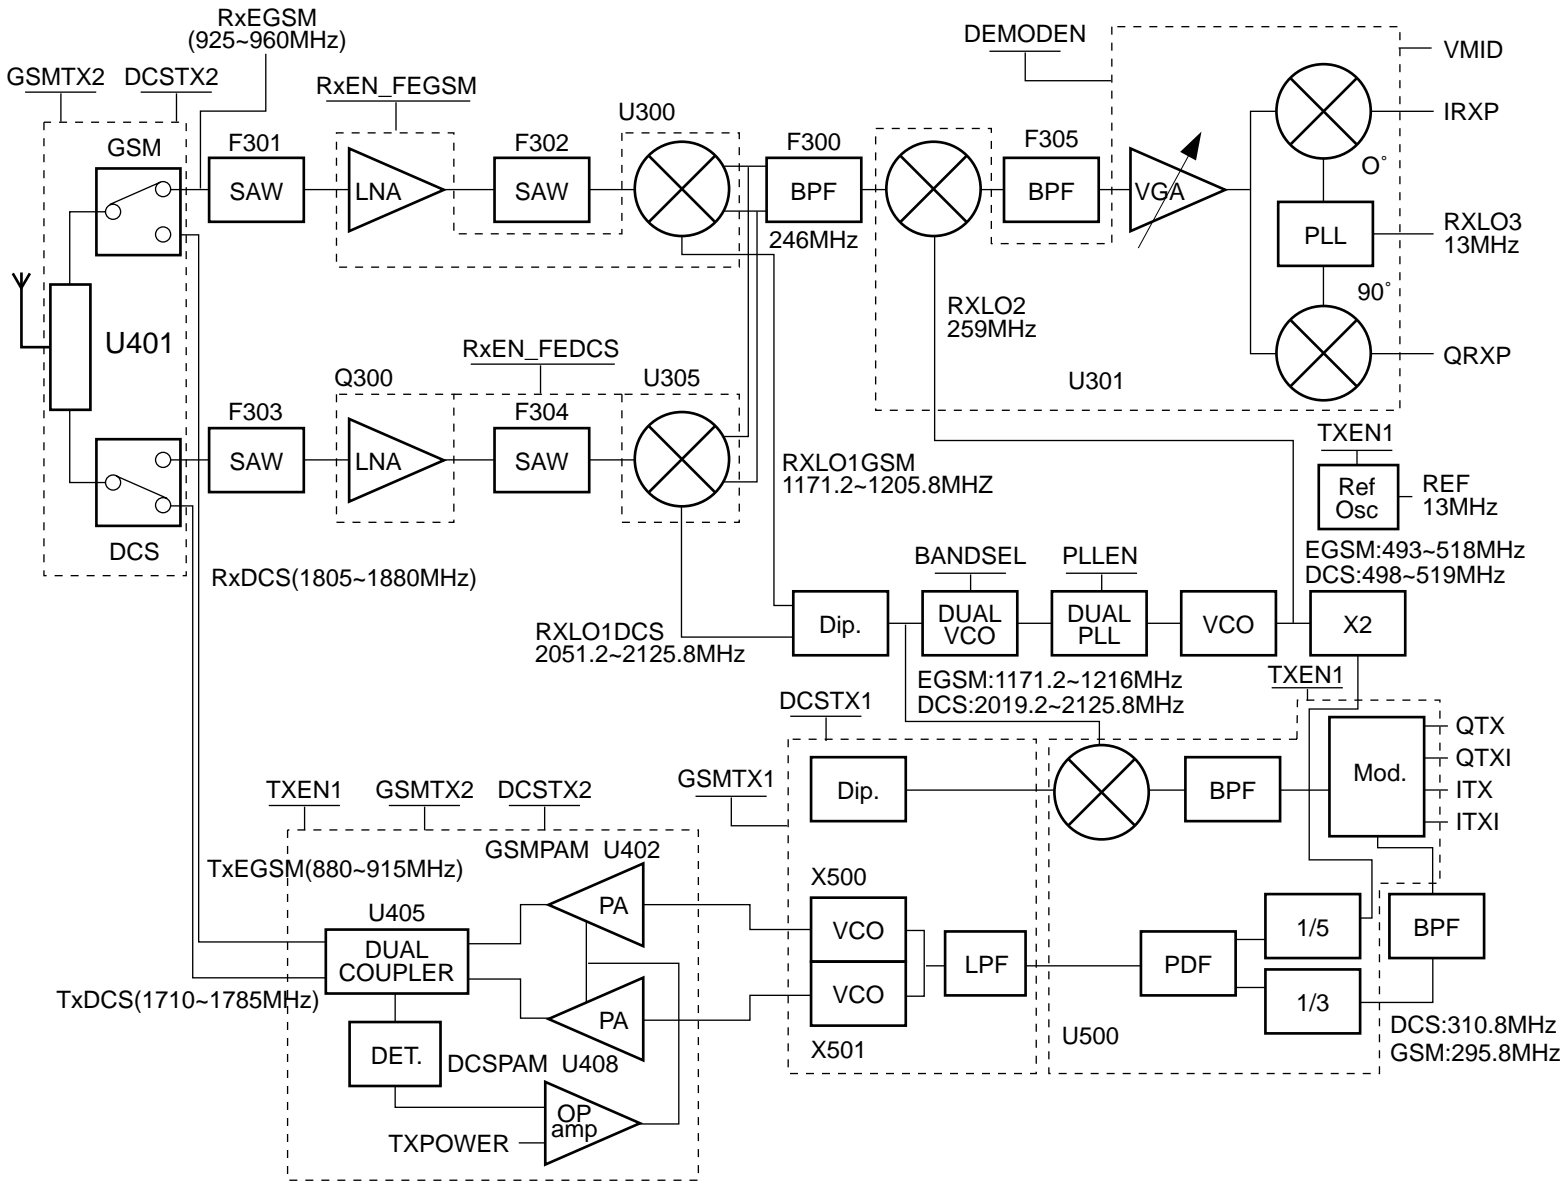 RxEGSM
(925~960MHz)
DEMODEN
VMID
GSMTX2
DCSTX2
RxEN_FEGSM
U300
GSM
F301
F302
F300
F305
IRXP
SAW
LNA
SAW
BPF
BPF
VGA
O°
246MHz
PLL
RXLO3
13MHz
90°
U401
RXLO2
259MHz
RxEN_FEDCS
Q300
U305
U301
QRXP
F303
F304
SAW
LNA
SAW
TXEN1
RXLO1GSM
1171.2~1205.8MHZ
Ref
Osc
REF
13MHz
DCS
RxDCS(1805~1880MHz)
BANDSEL
PLLEN
EGSM:493~518MHz
DCS:498~519MHz
RXLO1DCS
2051.2~2125.8MHz
Dip.
DUAL
VCO
DUAL
PLL
VCO
X2
EGSM:1171.2~1216MHz
DCS:2019.2~2125.8MHz
TXEN1
DCSTX1
QTX
QTXI
ITX
ITXI
Mod.
TXEN1
GSMTX2
DCSTX2
GSMTX1
Dip.
BPF
GSMPAM U402
TxEGSM(880~915MHz)
X500
U405
PA
VCO
1/5
BPF
DUAL
COUPLER
LPF
PDF
TxDCS(1710~1785MHz)
PA
VCO
1/3
DET.
X501
U500
DCS:310.8MHz
GSM:295.8MHz
DCSPAM U408
OP
amp
TXPOWER